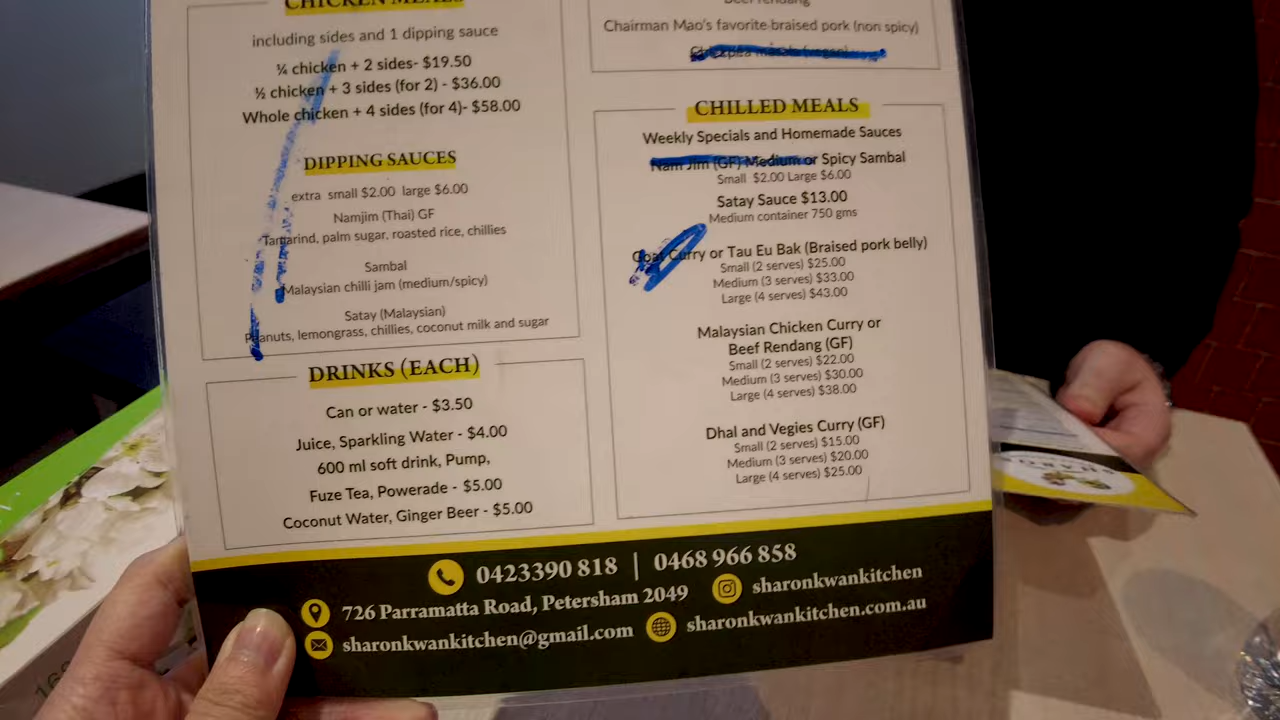 CHICKEN MEALS
including sides and 1 dipping sauce
¼ chicken + 2 sides- $19.50
½ chicken + 3 sides (for 2) - $36.00
Whole chicken + 4 sides (for 4)- $58.00
DIPPING SAUCES
extra small $2.00 large $6.00
Namjim (Thai) GF
Tamarind, palm sugar, roasted rice, chillies
Sambal
Malaysian chilli jam (medium/spicy)
Satay (Malaysian)
Peanuts, lemongrass, chillies, coconut milk and sugar
DRINKS (EACH)
Can or water - $3.50
Juice, Sparkling Water - $4.00
600 ml soft drink, Pump,
Fuze Tea, Powerade - $5.00
Coconut Water, Ginger Beer - $5.00
Beef rendang
Chairman Mao's favorite braised pork (non spicy)
Chickpea masala (vegan)
CHILLED MEALS
Weekly Specials and Homemade Sauces
Nam Jim (GF) Medium or Spicy Sambal
Small $2.00 Large $6.00
Satay Sauce $13.00
Medium container 750 gms
Goat Curry or Tau Eu Bak (Braised pork belly)
Small (2 serves) $25.00
Medium (3 serves) $33.00
Large (4 serves) $43.00
Malaysian Chicken Curry or
Beef Rendang (GF)
Small (2 serves) $22.00
Medium (3 serves) $30.00
Large (4 serves) $38.00
Dhal and Vegies Curry (GF)
Small (2 serves) $15.00
Medium (3 serves) $20.00
Large (4 serves) $25.00
0423390 818 | 0468 966 858
726 Parramatta Road, Petersham 2049
sharonkwankitchen
sharonkwankitchen@gmail.com
sharonkwankitchen.com.au